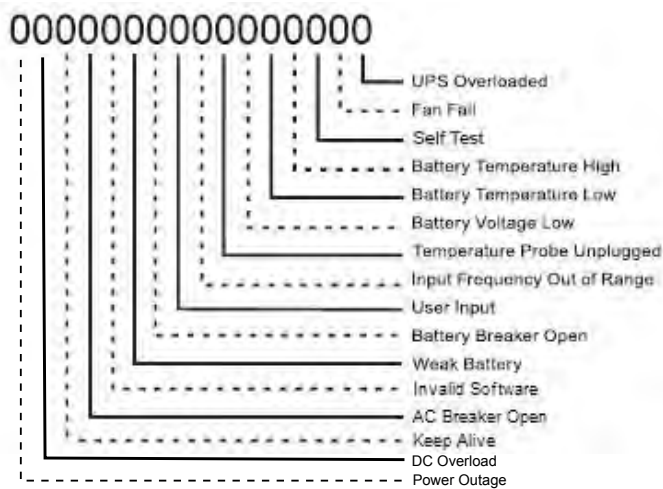 0000000000000000
UPS Overloaded
Fan Fail
Self Test
Battery Temperature High
Battery Temperature Low
Battery Voltage Low
Temperature Probe Unplugged
Input Frequency Out of Range
User Input
Battery Breaker Open
Weak Battery
Invalid Software
AC Breaker Open
Keep Alive
DC Overload
Power Outage